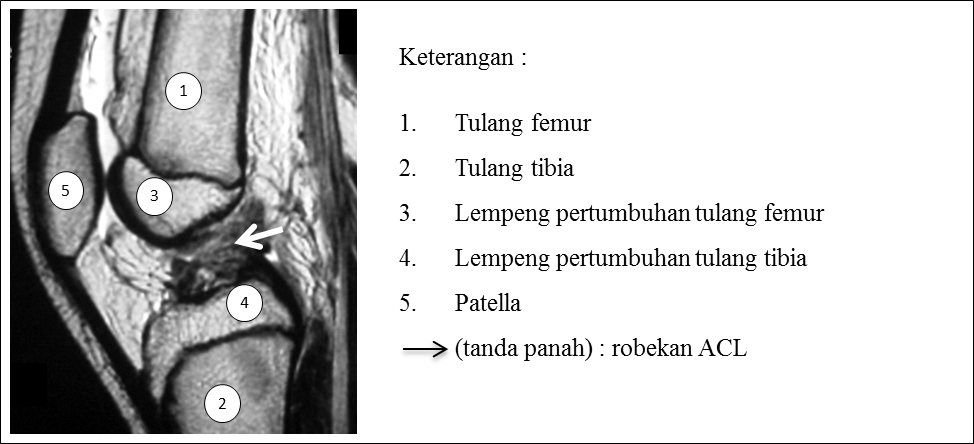 1
5
3
4
2
Keterangan :
1. Tulang femur
2. Tulang tibia
3. Lempeng pertumbuhan tulang femur
4. Lempeng pertumbuhan tulang tibia
5. Patella
(tanda panah) : robekan ACL